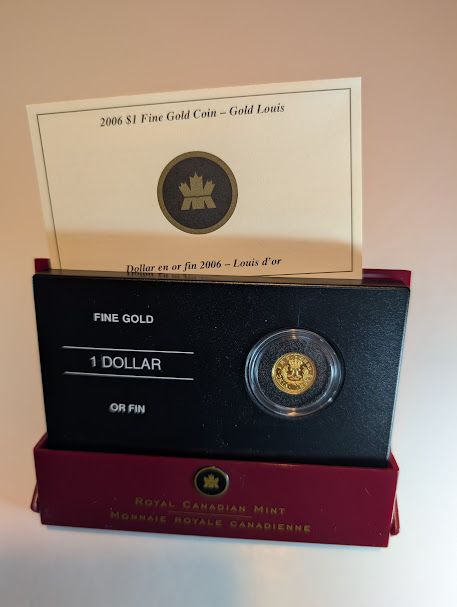 2006 $1 Fine Gold Coin – Gold Louis
Dollar en or fin 2006 – Louis d'or
FINE GOLD
1 DOLLAR
OR FIN
ROYAL CANADIAN MINT
MONNAIE ROYALE CANADIENNE